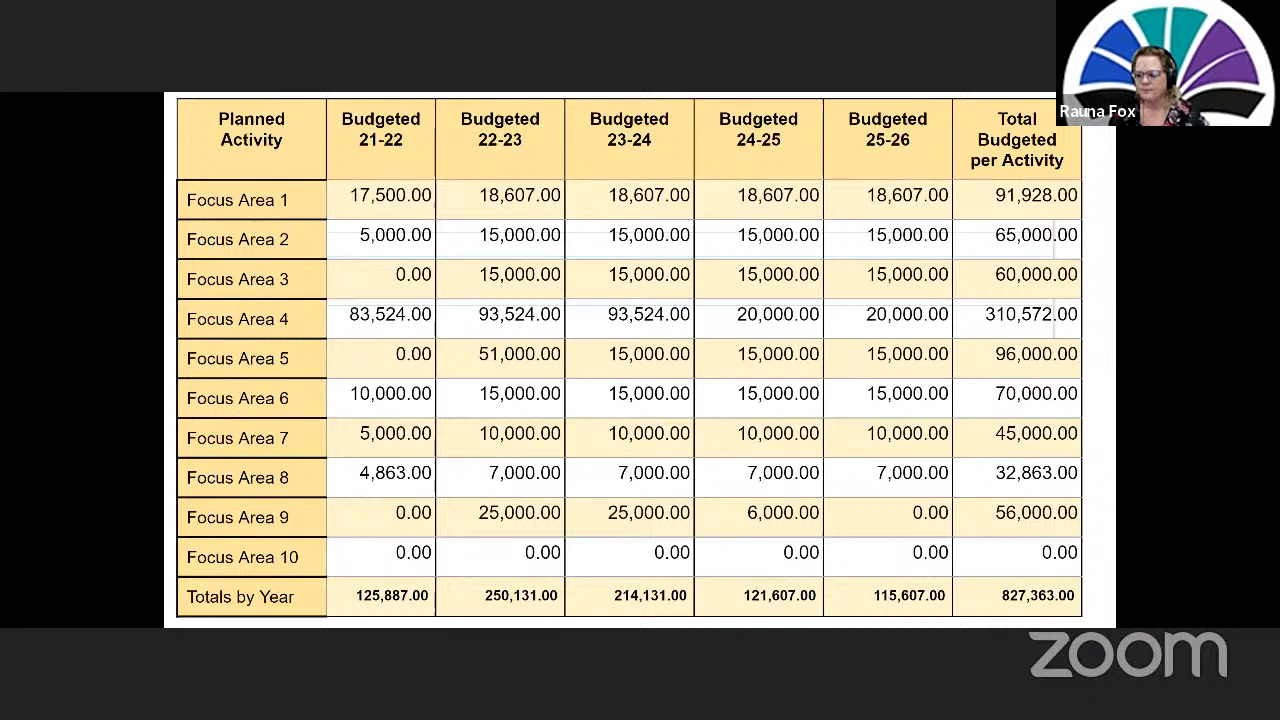 Rauna Fox
Planned Activity Budgeted 21-22 Budgeted 22-23 Budgeted 23-24 Budgeted 24-25 Budgeted 25-26 Total Budgeted per Activity
Focus Area 1 17,500.00 18,607.00 18,607.00 18,607.00 18,607.00 91,928.00
Focus Area 2 5,000.00 15,000.00 15,000.00 15,000.00 15,000.00 65,000.00
Focus Area 3 0.00 15,000.00 15,000.00 15,000.00 15,000.00 60,000.00
Focus Area 4 83,524.00 93,524.00 93,524.00 20,000.00 20,000.00 310,572.00
Focus Area 5 0.00 51,000.00 15,000.00 15,000.00 15,000.00 96,000.00
Focus Area 6 10,000.00 15,000.00 15,000.00 15,000.00 15,000.00 70,000.00
Focus Area 7 5,000.00 10,000.00 10,000.00 10,000.00 10,000.00 45,000.00
Focus Area 8 4,863.00 7,000.00 7,000.00 7,000.00 7,000.00 32,863.00
Focus Area 9 0.00 25,000.00 25,000.00 6,000.00 0.00 56,000.00
Focus Area 10 0.00 0.00 0.00 0.00 0.00 0.00
Totals by Year 125,887.00 250,131.00 214,131.00 121,607.00 115,607.00 827,363.00
zoom